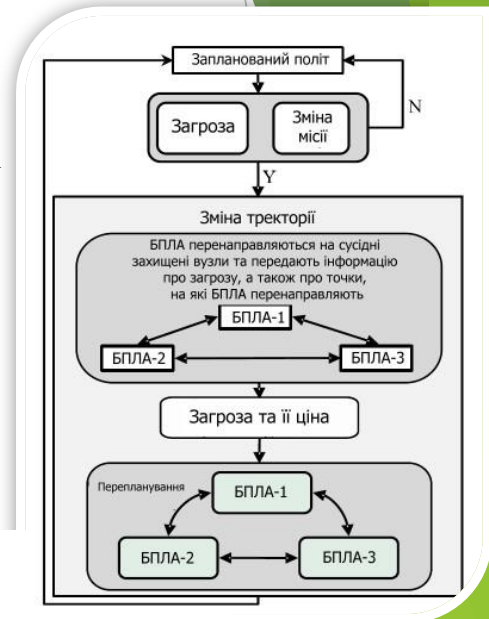 Запланований політ
Загроза
Зміна
місії
N
Y
Зміна тректорії
БПЛА перенаправляються на сусідні
захищені вузли та передають інформацію
про загрозу, а також про точки,
на які БПЛА перенаправляють
БПЛА-1
БПЛА-2
БПЛА-3
Загроза та її ціна
Перепланування
БПЛА-1
БПЛА-2
БПЛА-3